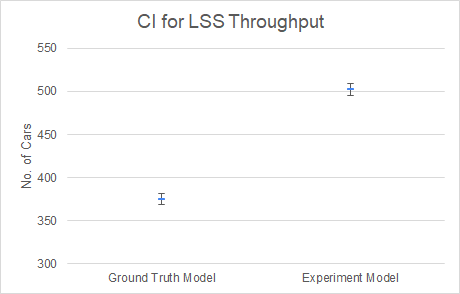 CI for LSS Throughput
550
500
450
400
350
300
No. of Cars
Ground Truth Model
Experiment Model